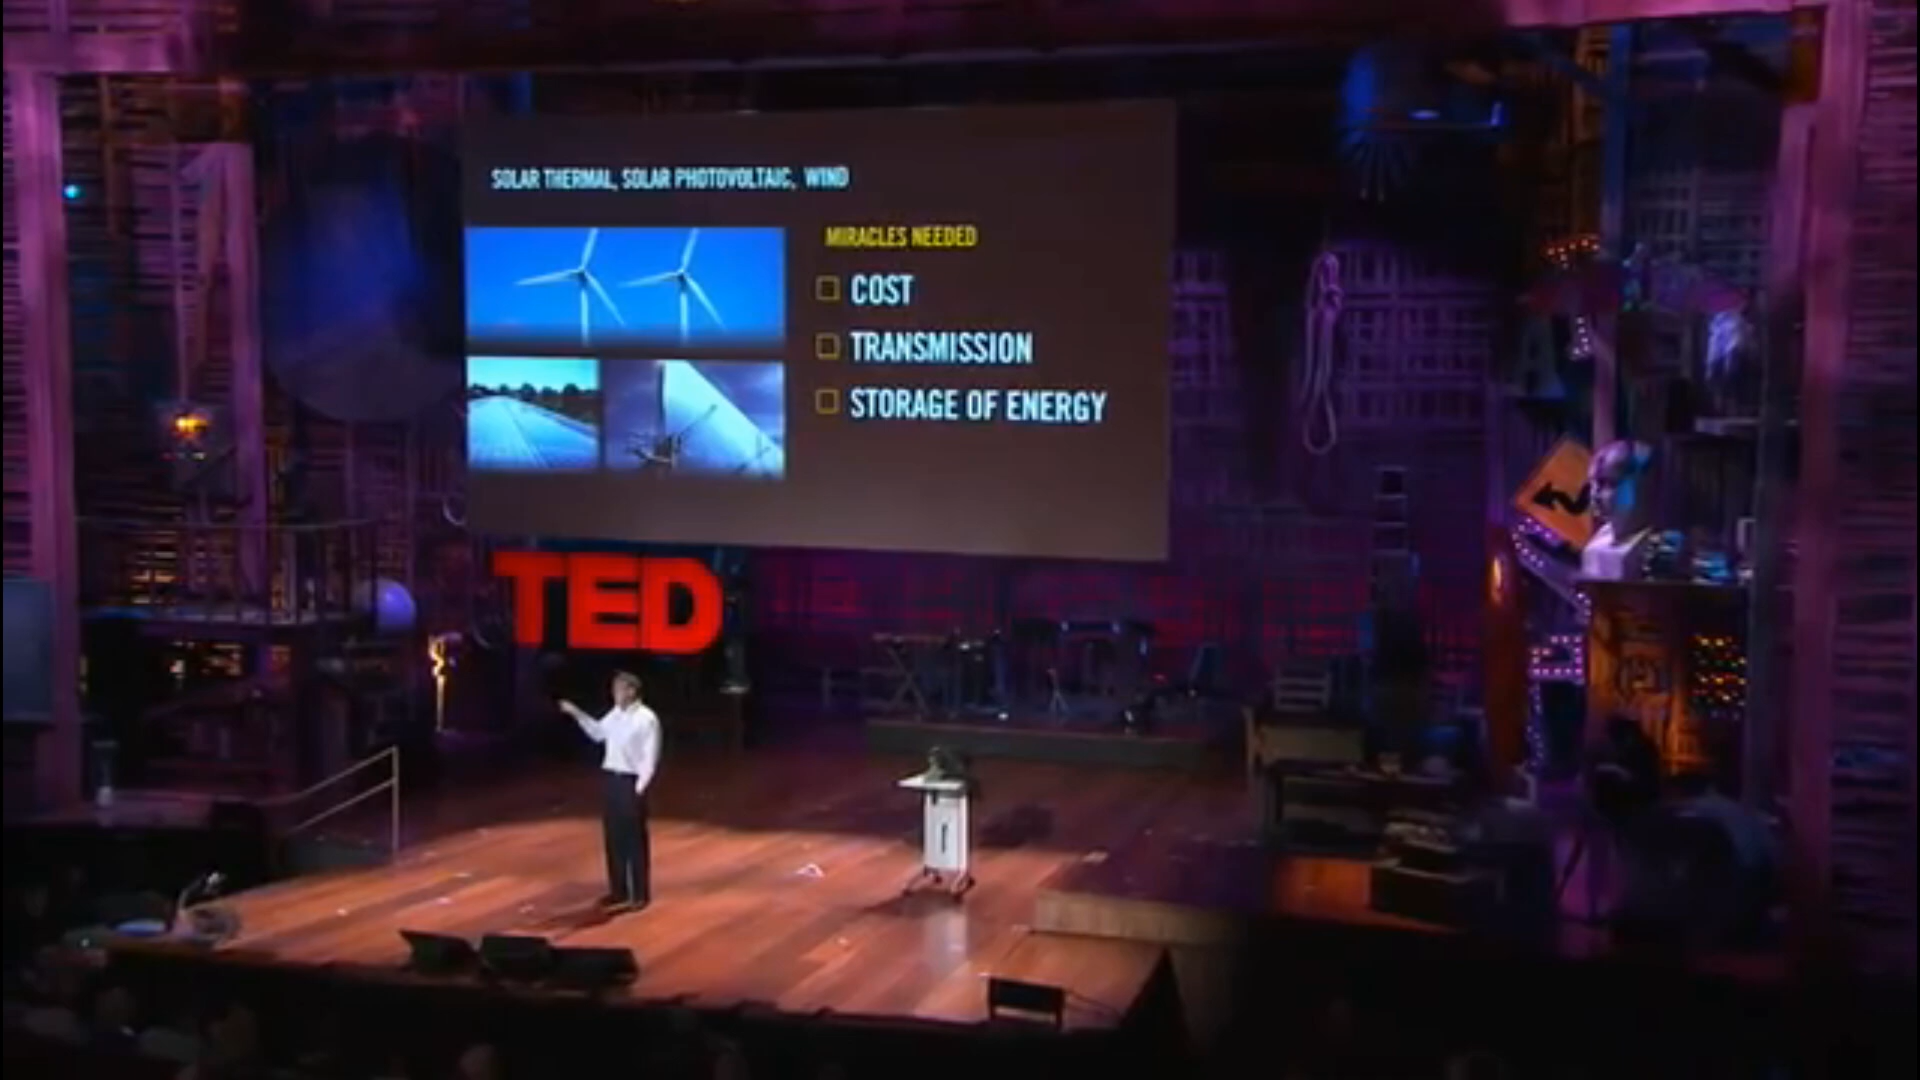 SOLAR THERMAL, SOLAR PHOTOVOLTAIC, WIND
MIRACLES NEEDED
COST
TRANSMISSION
STORAGE OF ENERGY
TED